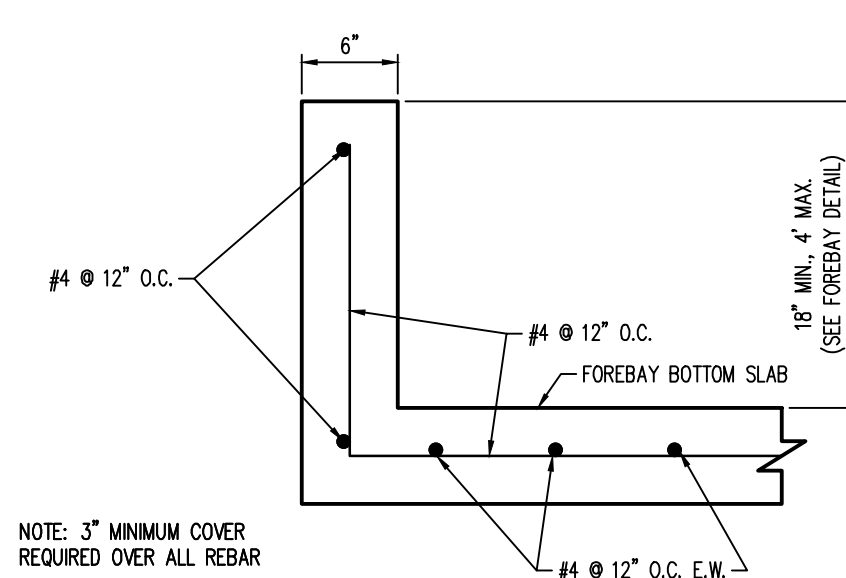 6"
18" MIN., 4' MAX.
(SEE FOREBAY DETAIL)
#4 @ 12" O.C.
#4 @ 12" O.C.
FOREBAY BOTTOM SLAB
NOTE: 3" MINIMUM COVER
REQUIRED OVER ALL REBAR
#4 @ 12" O.C. E.W.